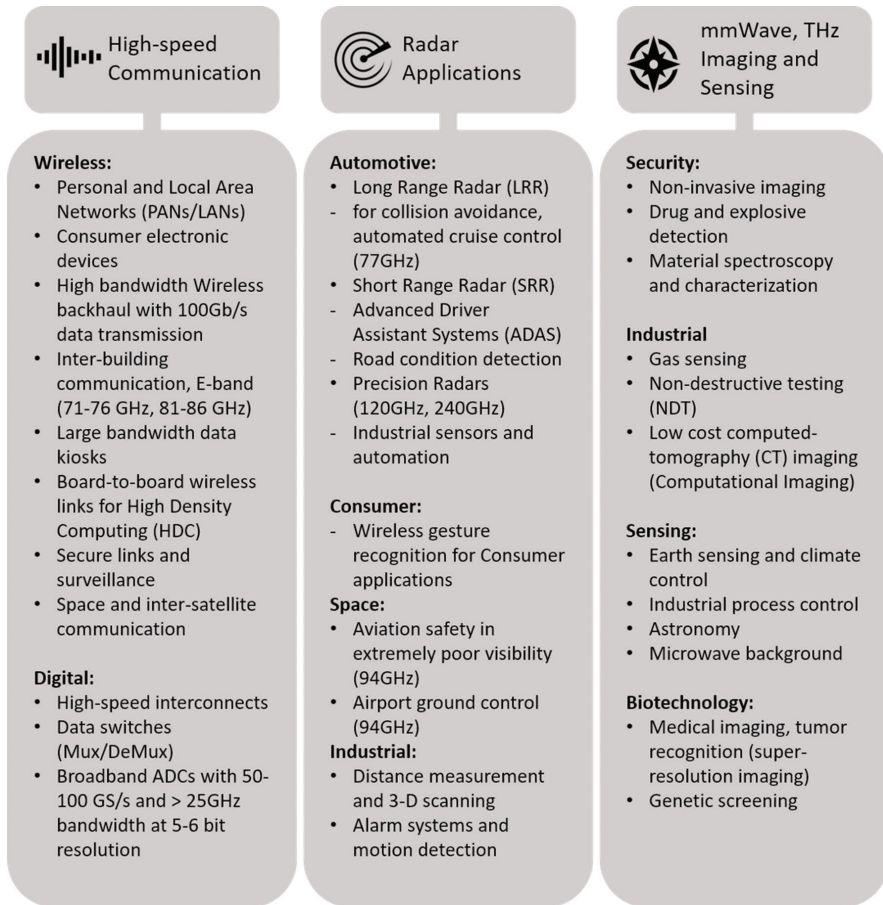 High-speed
Communication
Wireless:
• Personal and Local Area
Networks (PANs/LANs)
• Consumer electronic
devices
• High bandwidth Wireless
backhaul with 100Gb/s
data transmission
• Inter-building
communication, E-band
(71-76 GHz, 81-86 GHz)
• Large bandwidth data
kiosks
• Board-to-board wireless
links for High Density
Computing (HDC)
• Secure links and
surveillance
• Space and inter-satellite
communication
Digital:
• High-speed interconnects
• Data switches
(Mux/DeMux)
• Broadband ADCs with 50-
100 GS/s and > 25GHz
bandwidth at 5-6 bit
resolution
Radar
Applications
Automotive:
• Long Range Radar (LRR)
- for collision avoidance,
automated cruise control
(77GHz)
• Short Range Radar (SRR)
- Advanced Driver
Assistant Systems (ADAS)
- Road condition detection
• Precision Radars
(120GHz, 240GHz)
- Industrial sensors and
automation
Consumer:
- Wireless gesture
recognition for Consumer
applications
Space:
• Aviation safety in
extremely poor visibility
(94GHz)
• Airport ground control
(94GHz)
Industrial:
• Distance measurement
and 3-D scanning
• Alarm systems and
motion detection
mmWave, THz
Imaging and
Sensing
Security:
• Non-invasive imaging
• Drug and explosive
detection
• Material spectroscopy
and characterization
Industrial
• Gas sensing
• Non-destructive testing
(NDT)
• Low cost computed-
tomography (CT) imaging
(Computational Imaging)
Sensing:
• Earth sensing and climate
control
• Industrial process control
• Astronomy
• Microwave background
Biotechnology:
• Medical imaging, tumor
recognition (super-
resolution imaging)
• Genetic screening